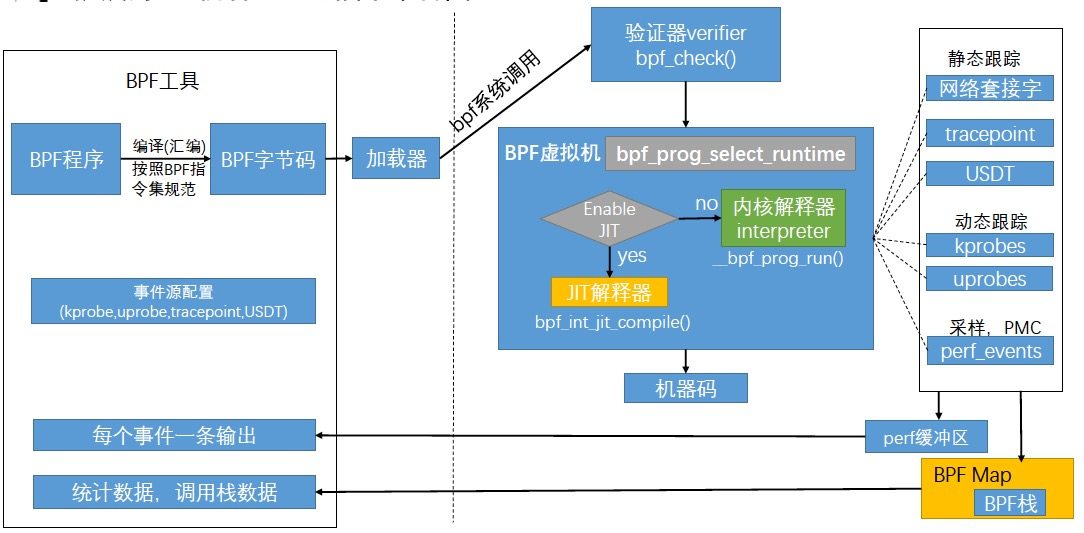 BPF工具
BPF程序
编译(汇编)
按照BPF指
令集规范
BPF字节码
加载器
bpf系统调用
验证器verifier
bpf_check()
BPF虚拟机
bpf_prog_select_runtime
Enable
JIT
no
yes
内核解释器
interpreter
__bpf_prog_run()
JIT解释器
bpf_int_jit_compile()
机器码
静态跟踪
网络套接字
tracepoint
USDT
动态跟踪
kprobes
uprobes
采样，PMC
perf_events
事件源配置
(kprobe,uprobe,tracepoint,USDT)
每个事件一条输出
perf缓冲区
统计数据，调用栈数据
BPF Map
BPF栈